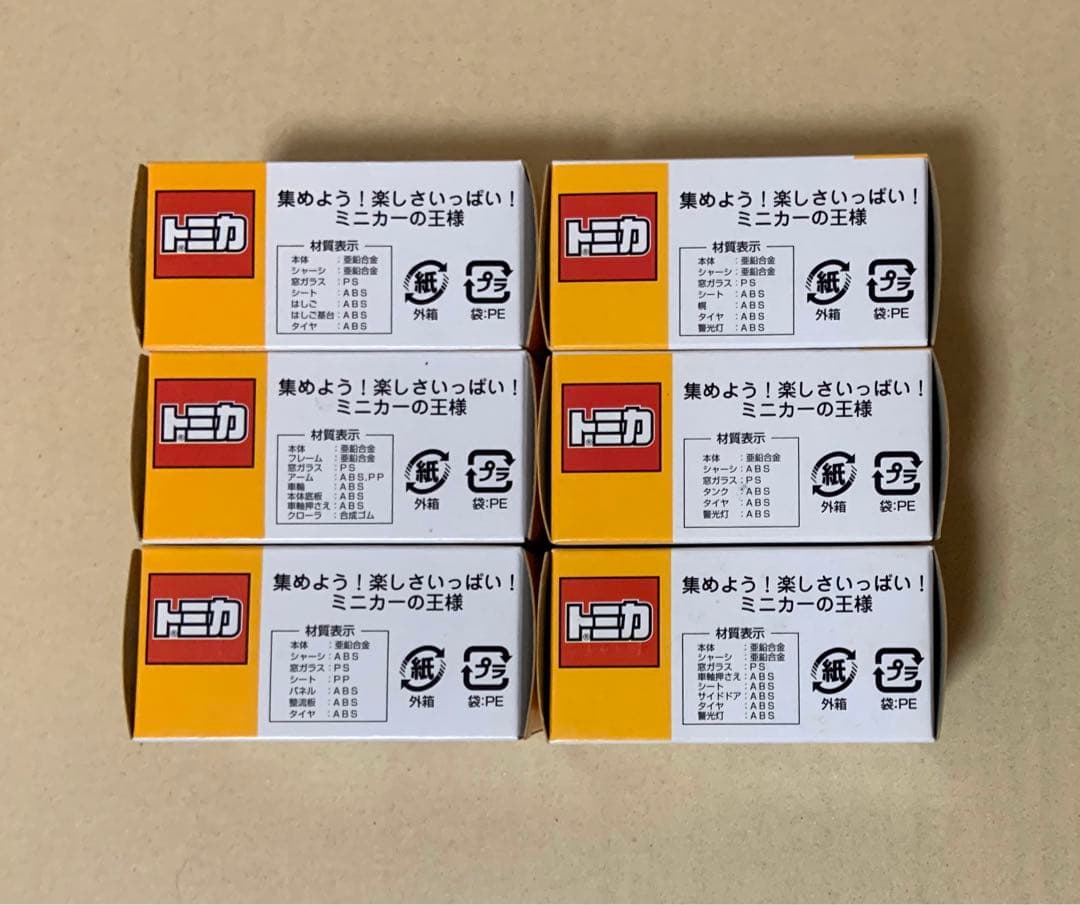 トミカ
®
集めよう!楽しさいっぱい!
ミニカーの王様
材質表示
本体 :亜鉛合金
シャーシ :亜鉛合金
窓ガラス :PS
シート :ABS
はしご :ABS
はしご基台:ABS
タイヤ :ABS
紙
外箱
プラ
袋:PE
トミカ
®
集めよう!楽しさいっぱい!
ミニカーの王様
材質表示
本体 :亜鉛合金
シャーシ :亜鉛合金
窓ガラス :PS
シート :ABS
幌 :ABS
タイヤ :ABS
警光灯 :ABS
紙
外箱
プラ
袋:PE
トミカ
®
集めよう!楽しさいっぱい!
ミニカーの王様
材質表示
本体 :亜鉛合金
フレーム :亜鉛合金
窓ガラス :PS
アーム :ABS,PP
車輪 :ABS
本体底板 :ABS
車軸押さえ:ABS
クローラ :合成ゴム
紙
外箱
プラ
袋:PE
トミカ
®
集めよう!楽しさいっぱい!
ミニカーの王様
材質表示
本体 :亜鉛合金
シャーシ :ABS
窓ガラス :PS
タンク :ABS
タイヤ :ABS
警光灯 :ABS
紙
外箱
プラ
袋:PE
トミカ
®
集めよう!楽しさいっぱい!
ミニカーの王様
材質表示
本体 :亜鉛合金
シャーシ :ABS
窓ガラス :PS
シート :PP
パネル :ABS
整流板 :ABS
タイヤ :ABS
紙
外箱
プラ
袋:PE
トミカ
®
集めよう!楽しさいっぱい!
ミニカーの王様
材質表示
本体 :亜鉛合金
シャーシ :亜鉛合金
窓ガラス :PS
車軸押さえ:ABS
シート :ABS
サイドドア:ABS
タイヤ :ABS
警光灯 :ABS
紙
外箱
プラ
袋:PE